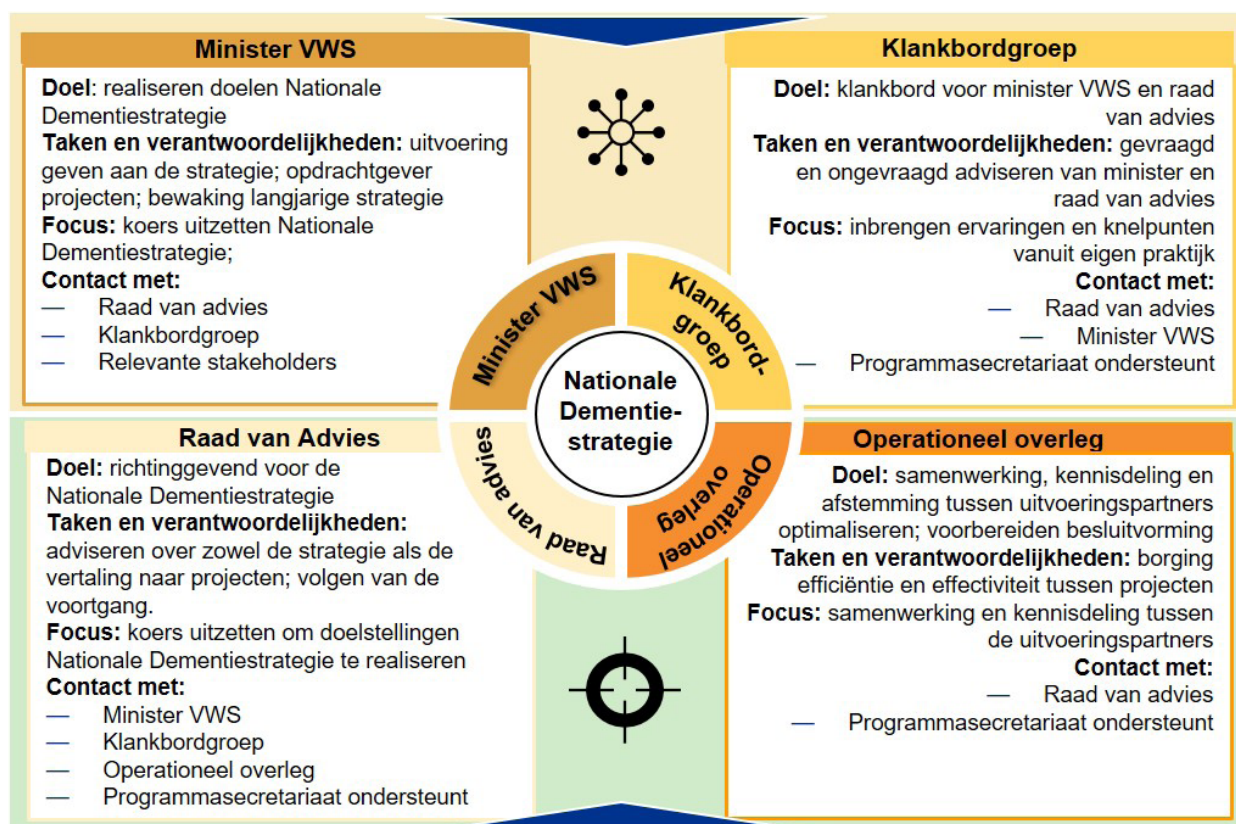 Minister VWS
Doel: realiseren doelen Nationale
Dementiestrategie
Taken en verantwoordelijkheden: uitvoering
geven aan de strategie; opdrachtgever
projecten; bewaking langjarige strategie
Focus: koers uitzetten Nationale
Dementiestrategie;
Contact met:
— Raad van advies
— Klankbordgroep
— Relevante stakeholders
Klankbordgroep
Doel: klankbord voor minister VWS en raad
van advies
Taken en verantwoordelijkheden: gevraagd
en ongevraagd adviseren van minister en
raad van advies
Focus: inbrengen ervaringen en knelpunten
vanuit eigen praktijk
Contact met:
— Raad van advies
— Minister VWS
— Programmasecretariaat ondersteunt
Minister VWS
Klankbord-
groep
Nationale
Dementie-
strategie
Raad van advies
Operationeel
overleg
Raad van Advies
Doel: richtinggevend voor de
Nationale Dementiestrategie
Taken en verantwoordelijkheden:
adviseren over zowel de strategie als de
vertaling naar projecten; volgen van de
voortgang.
Focus: koers uitzetten om doelstellingen
Nationale Dementiestrategie te realiseren
Contact met:
— Minister VWS
— Klankbordgroep
— Operationeel overleg
— Programmasecretariaat ondersteunt
Operationeel overleg
Doel: samenwerking, kennisdeling en
afstemming tussen uitvoeringspartners
optimaliseren; voorbereiden besluitvorming
Taken en verantwoordelijkheden: borging
efficiëntie en effectiviteit tussen projecten
Focus: samenwerking en kennisdeling tussen
de uitvoeringspartners
Contact met:
— Raad van advies
— Programmasecretariaat ondersteunt